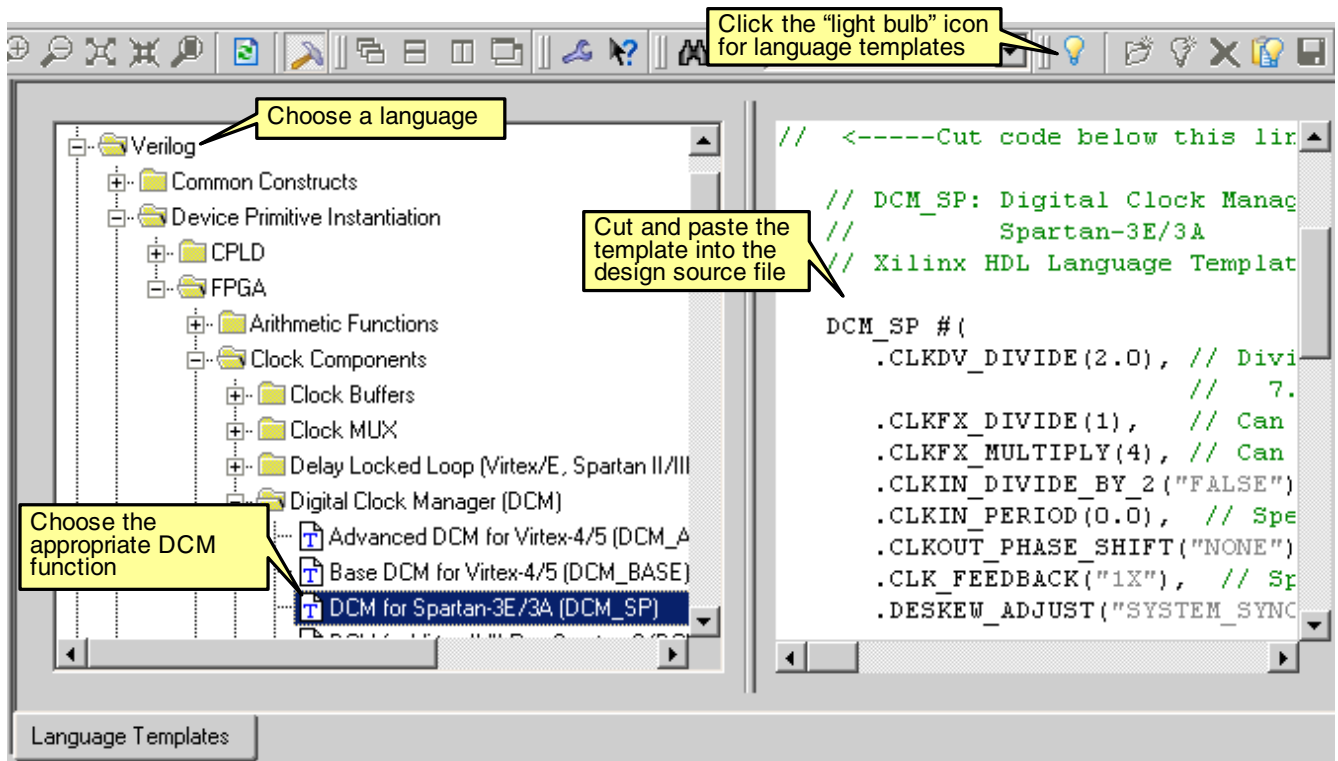 Click the “light bulb” icon
for language templates
Choose a language
Verilog
Common Constructs
Device Primitive Instantiation
CPLD
FPGA
Arithmetic Functions
Clock Components
Clock Buffers
Clock MUX
Delay Locked Loop (Virtex/E, Spartan II/III
Digital Clock Manager (DCM)
Advanced DCM for Virtex-4/5 (DCM_A
Base DCM for Virtex-4/5 (DCM_BASE)
DCM for Spartan-3E/3A (DCM_SP)
Choose the
appropriate DCM
function
Cut and paste the
template into the
design source file
// <-----Cut code below this lin
// DCM_SP: Digital Clock Manag
// Spartan-3E/3A
// Xilinx HDL Language Templat
DCM_SP #(
.CLKDV_DIVIDE(2.0), // Divi
// 7.
.CLKFX_DIVIDE(1), // Can
.CLKFX_MULTIPLY(4), // Can
.CLKIN_DIVIDE_BY_2("FALSE")
.CLKIN_PERIOD(0.0), // Spe
.CLKOUT_PHASE_SHIFT("NONE")
.CLK_FEEDBACK("1X"), // Sp
.DESKEW_ADJUST("SYSTEM_SYNC
Language Templates